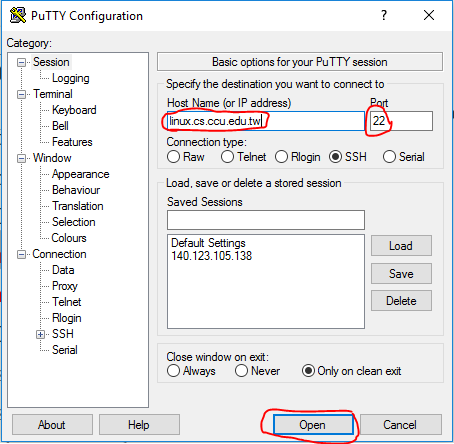 PuTTY Configuration
?
Category:
Session
Logging
Terminal
Keyboard
Bell
Features
Window
Appearance
Behaviour
Translation
Selection
Colours
Connection
Data
Proxy
Telnet
Rlogin
SSH
Serial
Basic options for your PuTTY session
Specify the destination you want to connect to
Host Name (or IP address) Port
linux.cs.ccu.edu.tw 22
Connection type:
Raw Telnet Rlogin SSH Serial
Load, save or delete a stored session
Saved Sessions
Default Settings
140.123.105.138
Load
Save
Delete
Close window on exit:
Always Never Only on clean exit
About Help Open Cancel